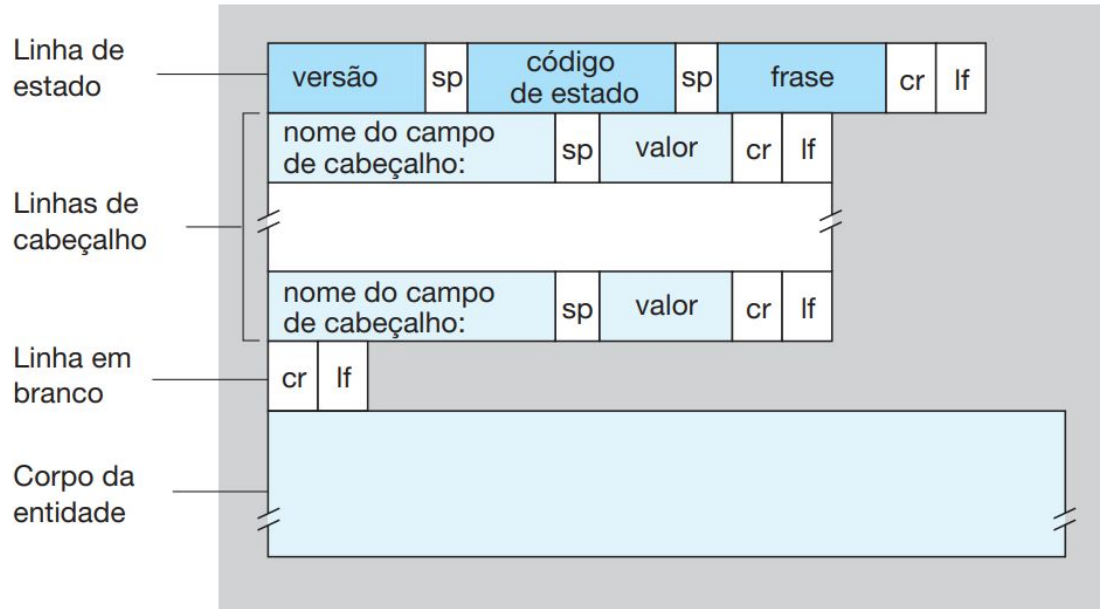 Linha de
estado
versão sp código
de estado sp frase cr lf
Linhas de
cabeçalho
nome do campo
de cabeçalho: sp valor cr lf
nome do campo
de cabeçalho: sp valor cr lf
Linha em
branco
cr lf
Corpo da
entidade